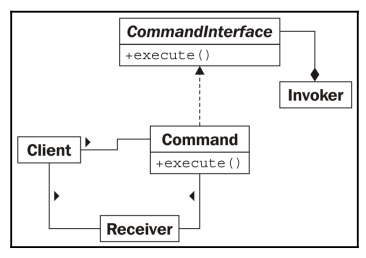 CommandInterface
+execute()
Invoker
Client
Command
+execute()
Receiver